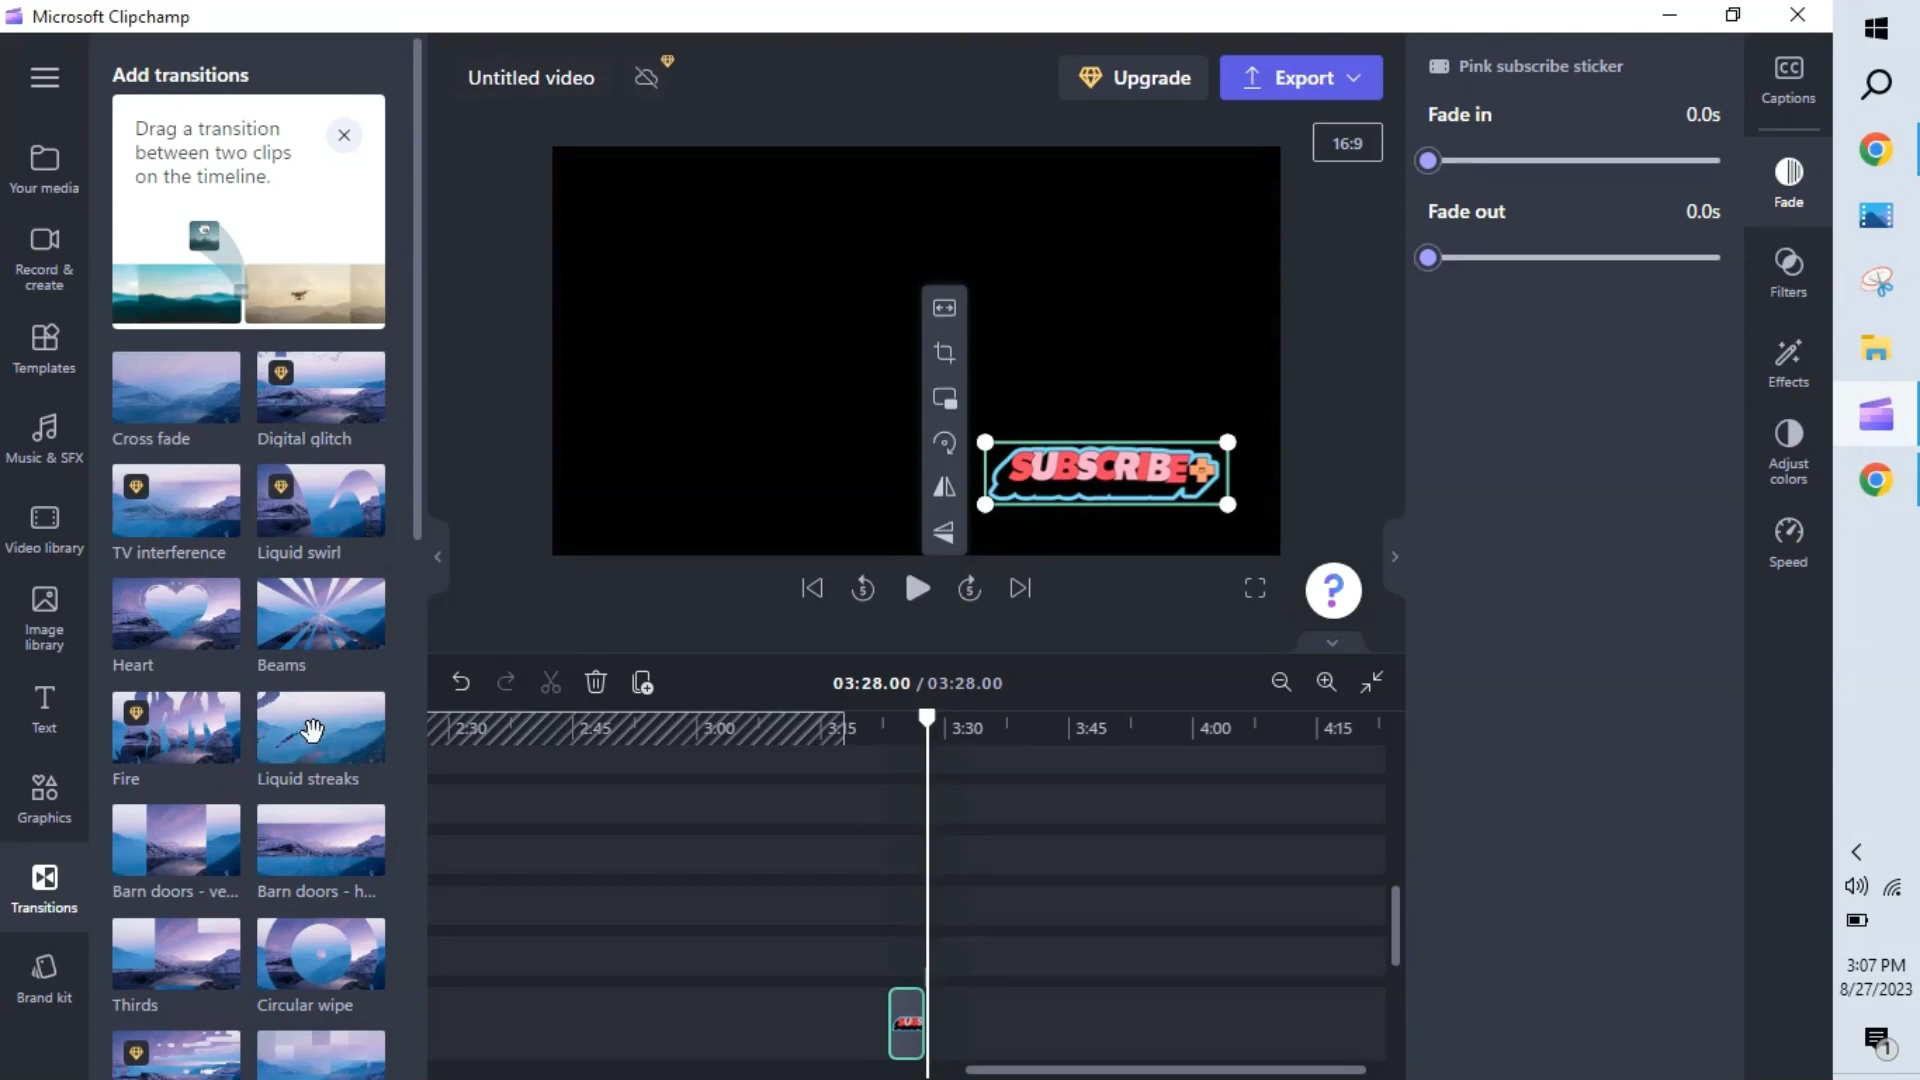 Microsoft Clipchamp
Add transitions
Drag a transition
between two clips
on the timeline.
Your media
Record &
create
Templates
Music & SFX
Video library
Image
library
Text
Graphics
Transitions
Brand kit
Cross fade
Digital glitch
TV interference
Liquid swirl
Heart
Beams
Fire
Liquid streaks
Barn doors - ve...
Barn doors - h...
Thirds
Circular wipe
Untitled video
Upgrade
Export
16:9
SUBSCRIBE+
5
5
?
03:28.00 / 03:28.00
2:30
2:45
3:00
3:15
3:30
3:45
4:00
4:15
SUBS
Pink subscribe sticker
Fade in
0.0s
Fade out
0.0s
CC
Captions
Fade
Filters
Effects
Adjust
colors
Speed
3:07 PM
8/27/2023
1